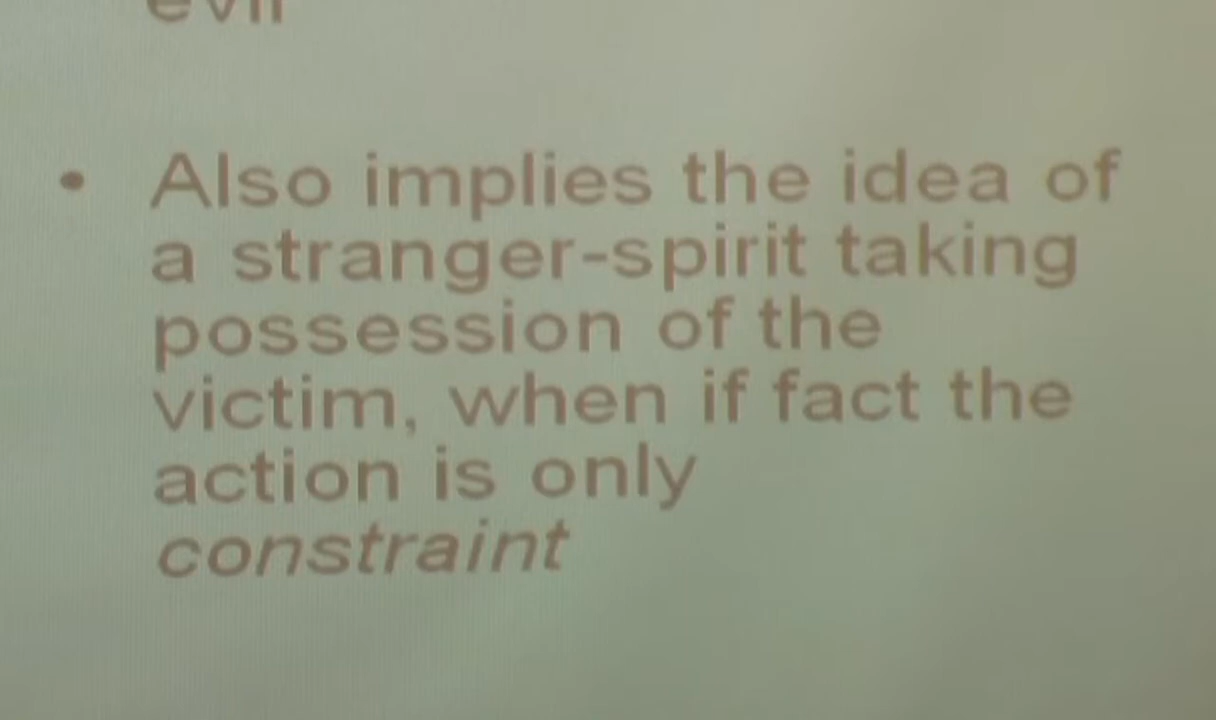 evil
• Also implies the idea of
a stranger-spirit taking
possession of the
victim, when if fact the
action is only
constraint